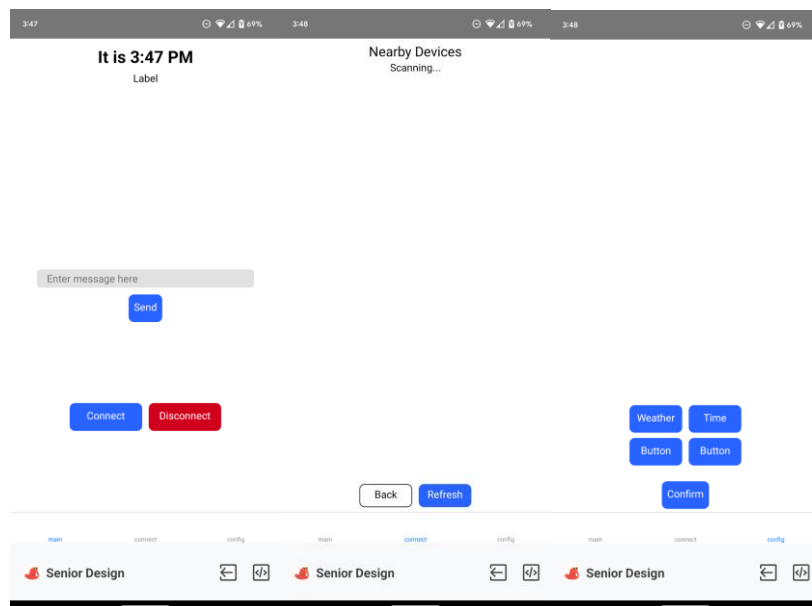 3:47
69%
It is 3:47 PM
Label
Enter message here
Send
Connect
Disconnect
main
connect
config
Senior Design
</>
3:48
69%
Nearby Devices
Scanning...
Back
Refresh
main
connect
config
Senior Design
</>
3:48
69%
Weather
Time
Button
Button
Confirm
main
connect
config
Senior Design
</>